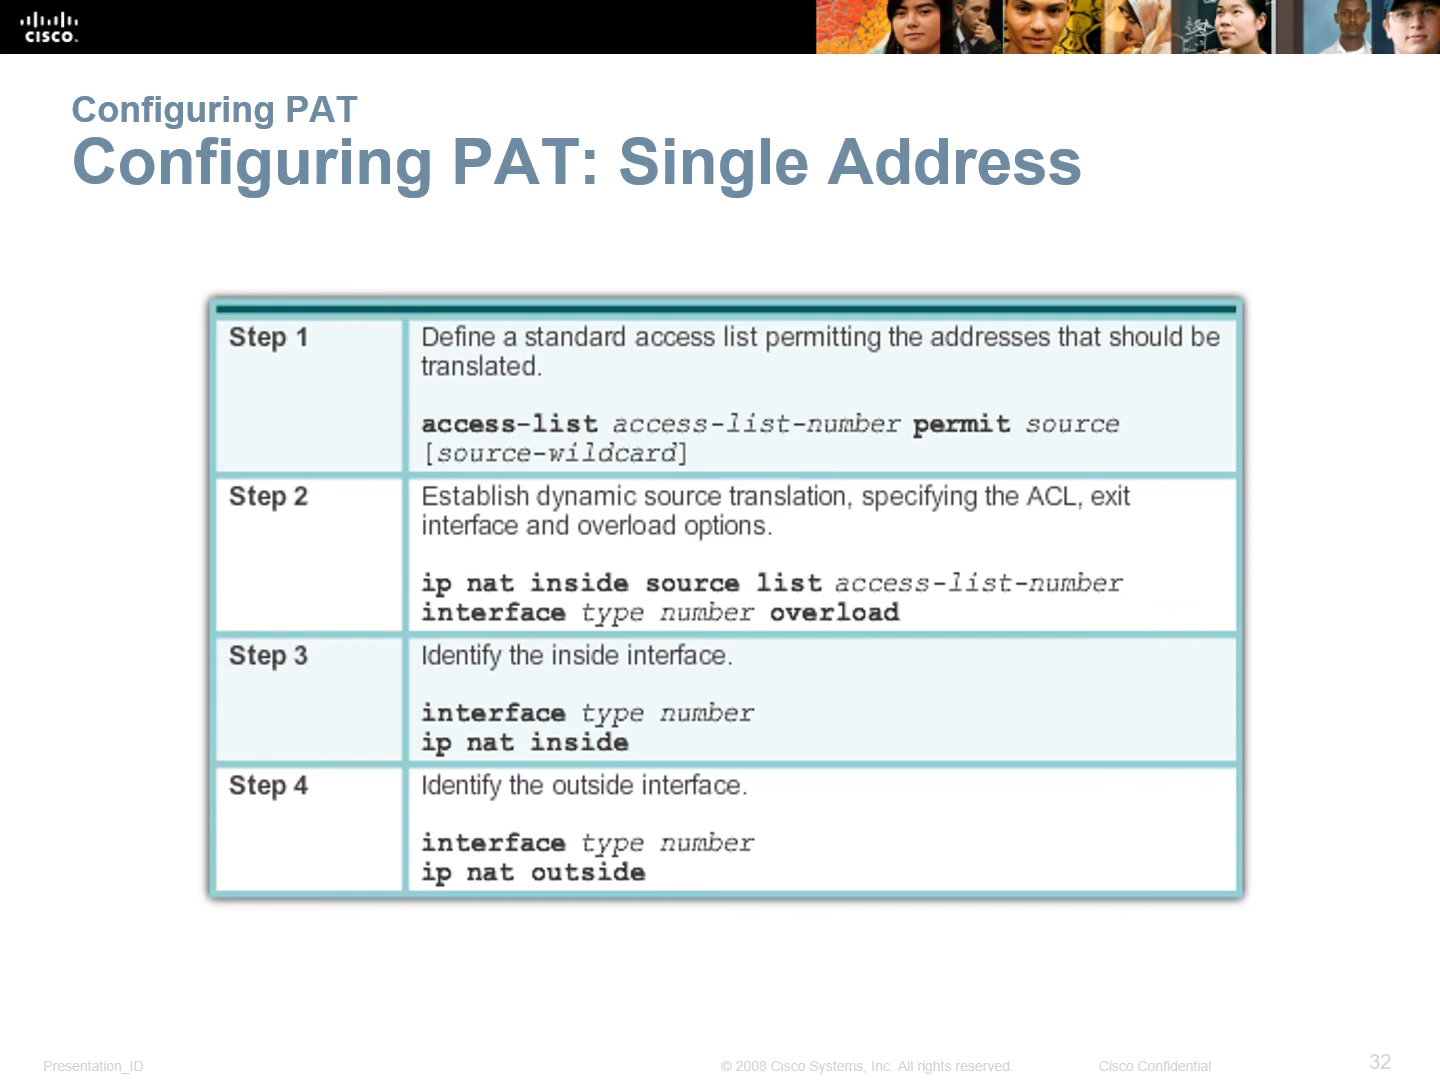 CISCO
Configuring PAT
Configuring PAT: Single Address
Step 1
Define a standard access list permitting the addresses that should be
translated.
access-list access-list-number permit source
[source-wildcard]
Step 2
Establish dynamic source translation, specifying the ACL, exit
interface and overload options.
ip nat inside source list access-list-number
interface type number overload
Step 3
Identify the inside interface.
interface type number
ip nat inside
Step 4
Identify the outside interface.
interface type number
ip nat outside
Presentation_ID
© 2008 Cisco Systems, Inc. All rights reserved.
Cisco Confidential
32